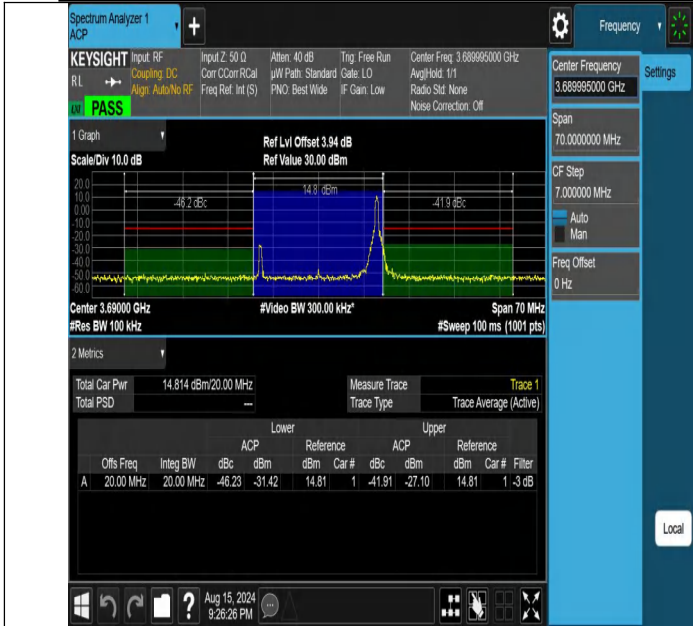 Spectrum Analyzer 1
ACP
Frequency
KEYSIGHT
RL
PASS
Input: RF
Coupling: DC
Align: Auto/No RF
Input Z: 50 Ω
Corr CCorr RCal
Freq Ref: Int (S)
Atten: 40 dB
µW Path: Standard
PNO: Best Wide
Trig: Free Run
Gate: LO
IF Gain: Low
Center Freq: 3.689995000 GHz
Avg|Hold: 1/1
Radio Std: None
Noise Correction: Off
Center Frequency
3.689995000 GHz
Settings
Span
70.0000000 MHz
CF Step
7.000000 MHz
Auto
Man
Freq Offset
0 Hz
Local
1 Graph
Scale/Div 10.0 dB
Ref Lvl Offset 3.94 dB
Ref Value 30.00 dBm
20.0
10.0
0.00
-10.0
-20.0
-30.0
-40.0
-50.0
-60.0
-46.2 dBc
14.8 dBm
-41.9 dBc
Center 3.69000 GHz
#Video BW 300.00 kHz*
Span 70 MHz
#Res BW 100 kHz
#Sweep 100 ms (1001 pts)
2 Metrics
Total Car Pwr 14.814 dBm/20.00 MHz
Total PSD ---
Measure Trace Trace 1
Trace Type Trace Average (Active)
Lower Upper
ACP Reference ACP Reference
Offs Freq Integ BW dBc dBm dBm Car # dBc dBm dBm Car # Filter
A 20.00 MHz 20.00 MHz -46.23 -31.42 14.81 1 -41.91 -27.10 14.81 1 -3 dB
?
Aug 15, 2024
9:26:26 PM